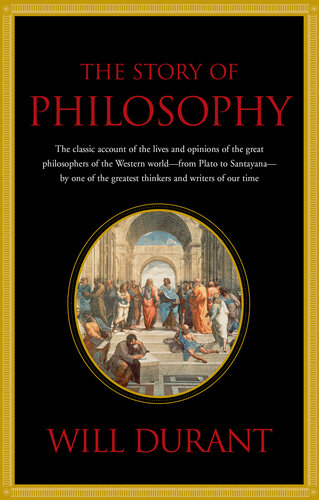 THE STORY OF
PHILOSOPHY
The classic account of the lives and opinions of the great
philosophers of the Western world—from Plato to Santayana—
by one of the greatest thinkers and writers of our time
WILL DURANT